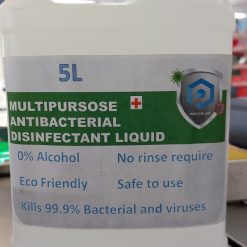 5L
MULTIPURSOSE
ANTIBACTERIAL
DISINFECTANT LIQUID
0% Alcohol No rinse require
Eco Friendly Safe to use
Kills 99.9% Bacterial and viruses